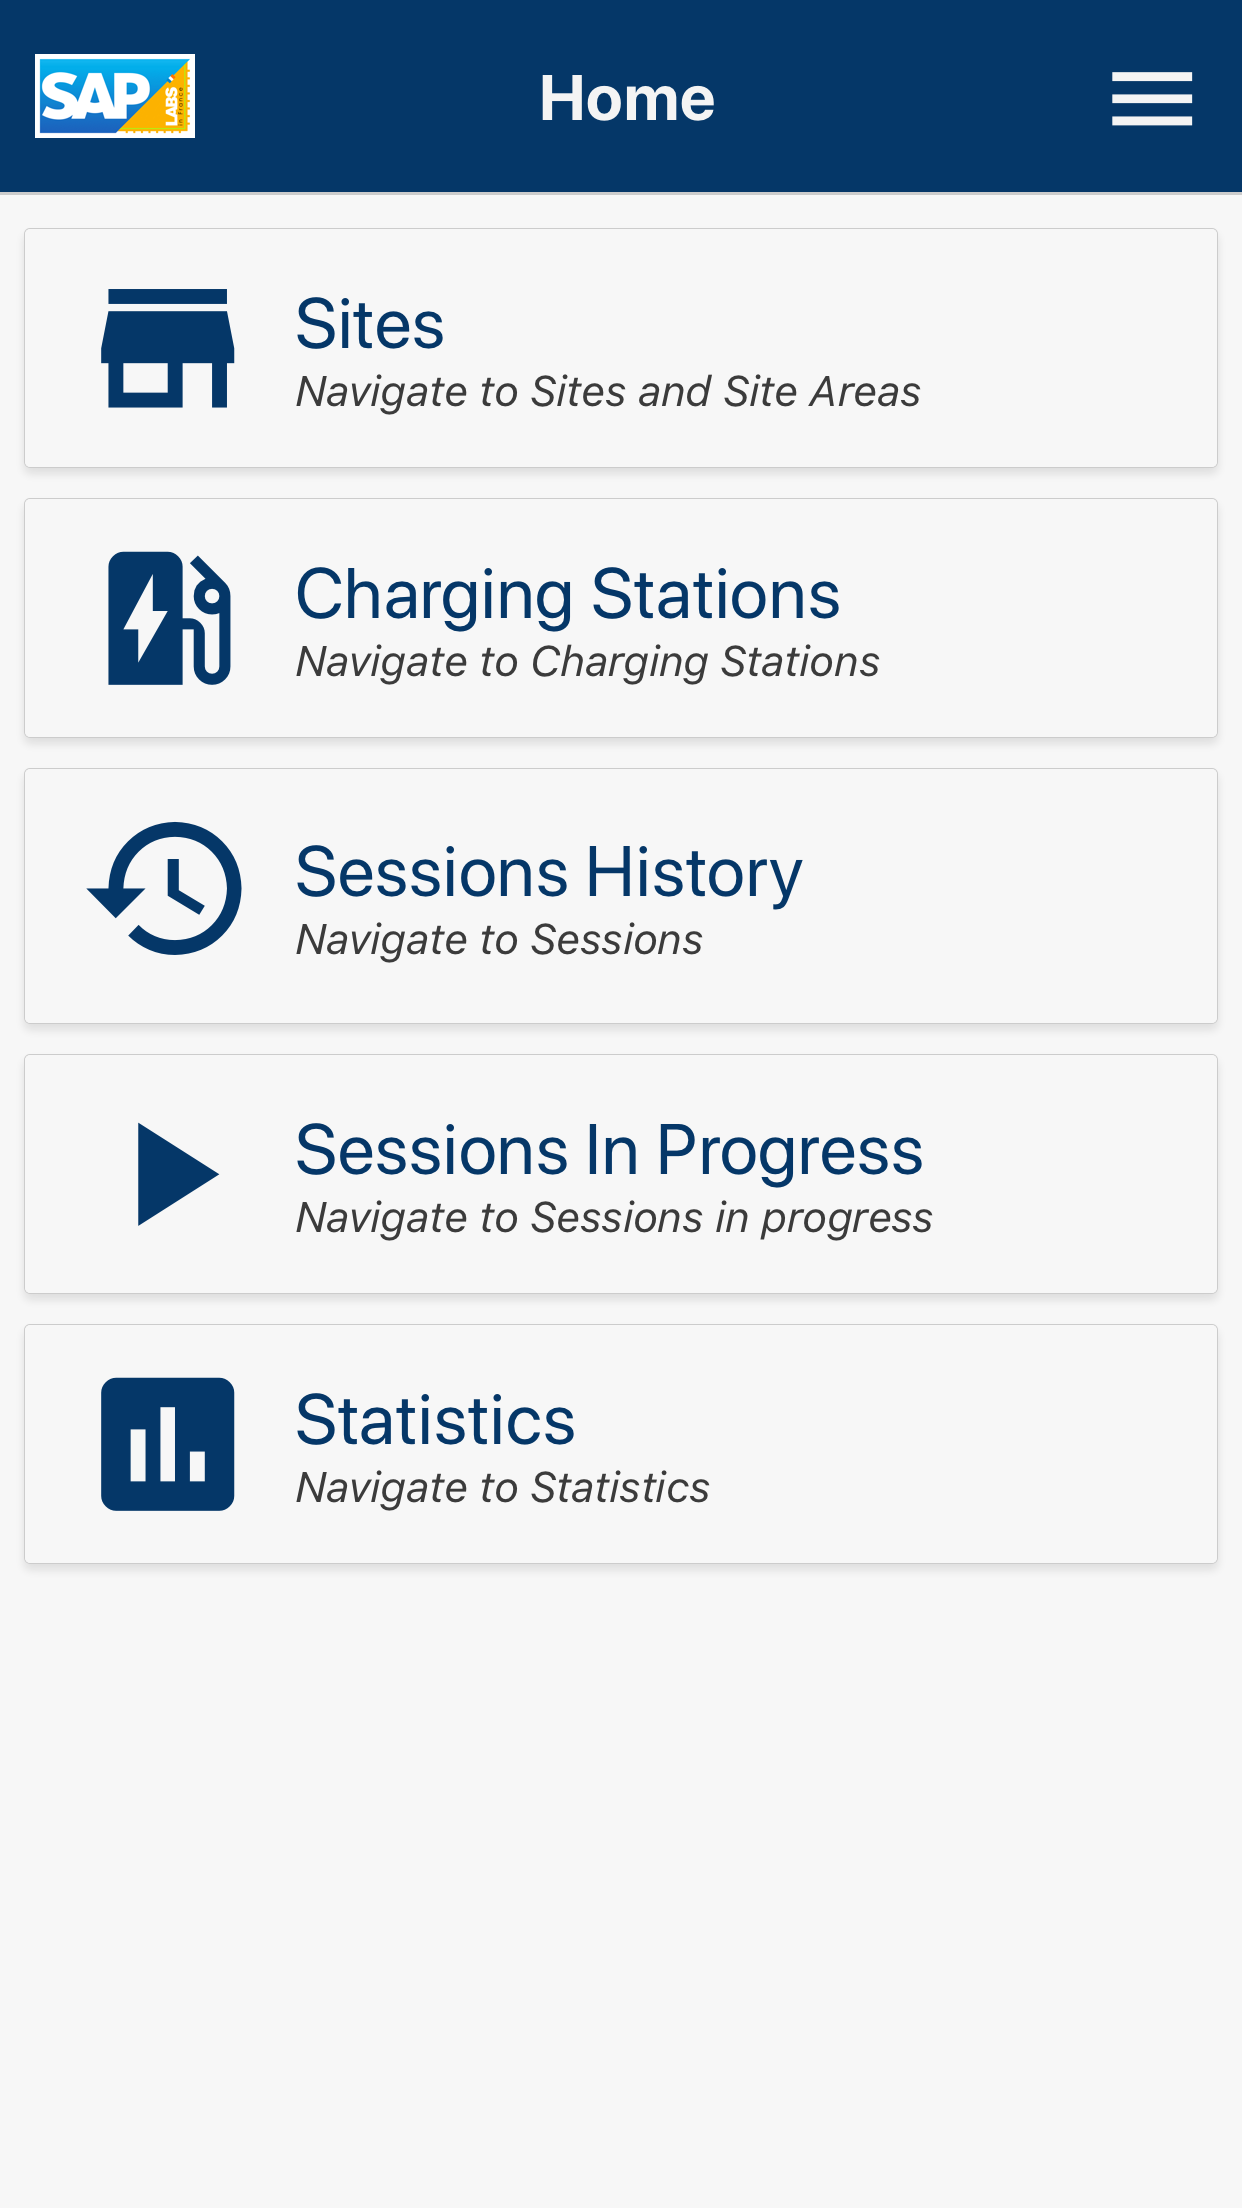 SAP
LABS
Home
Sites
Navigate to Sites and Site Areas
Charging Stations
Navigate to Charging Stations
Sessions History
Navigate to Sessions
Sessions In Progress
Navigate to Sessions in progress
Statistics
Navigate to Statistics